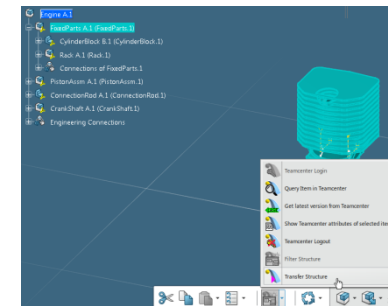 Engine A.1
FixedParts A.1 (FixedParts.1)
CylinderBlock B.1 (CylinderBlock.1)
Rack A.1 (Rack.1)
Connections of FixedParts.1
PistonAssm A.1 (PistonAssm.1)
ConnectionRod A.1 (ConnectionRod.1)
CrankShaft A.1 (CrankShaft.1)
Engineering Connections
Teamcenter Login
Query Item in Teamcenter
Get latest version from Teamcenter
Show Teamcenter attributes of selected ite
Teamcenter Logout
Filter Structure
Transfer Structure